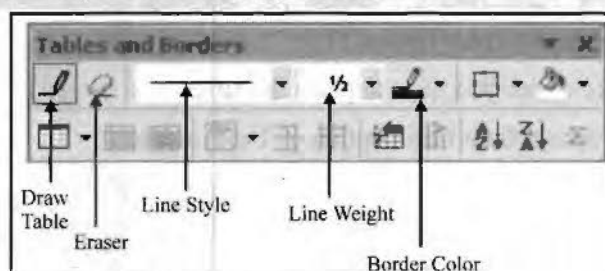 Tables and Borders
½
A
Z
Z
A
Σ
Draw
Table
Eraser
Line Style
Line Weight
Border Color